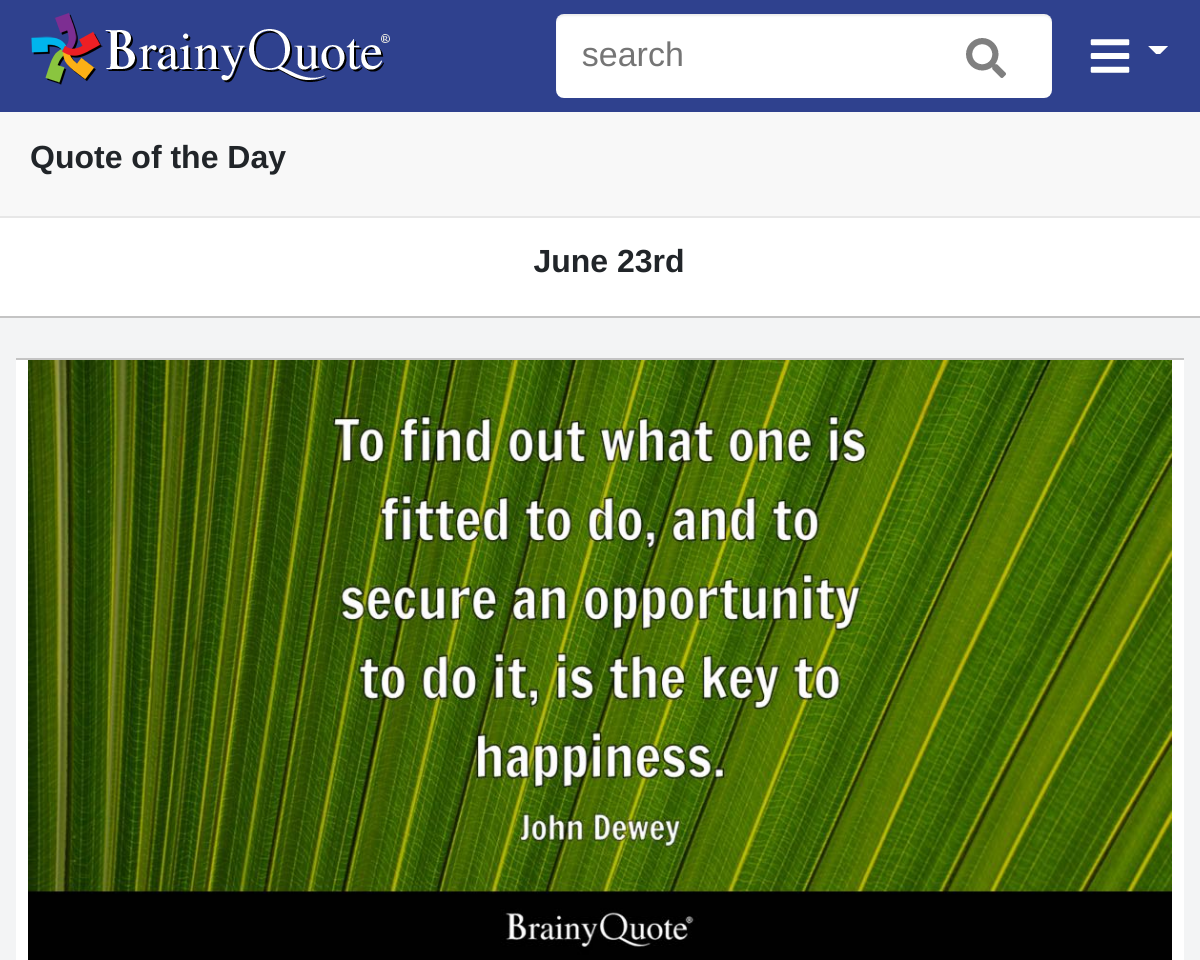 BrainyQuote®
search
Quote of the Day
June 23rd
To find out what one is
fitted to do, and to
secure an opportunity
to do it, is the key to
happiness.
John Dewey
BrainyQuote®